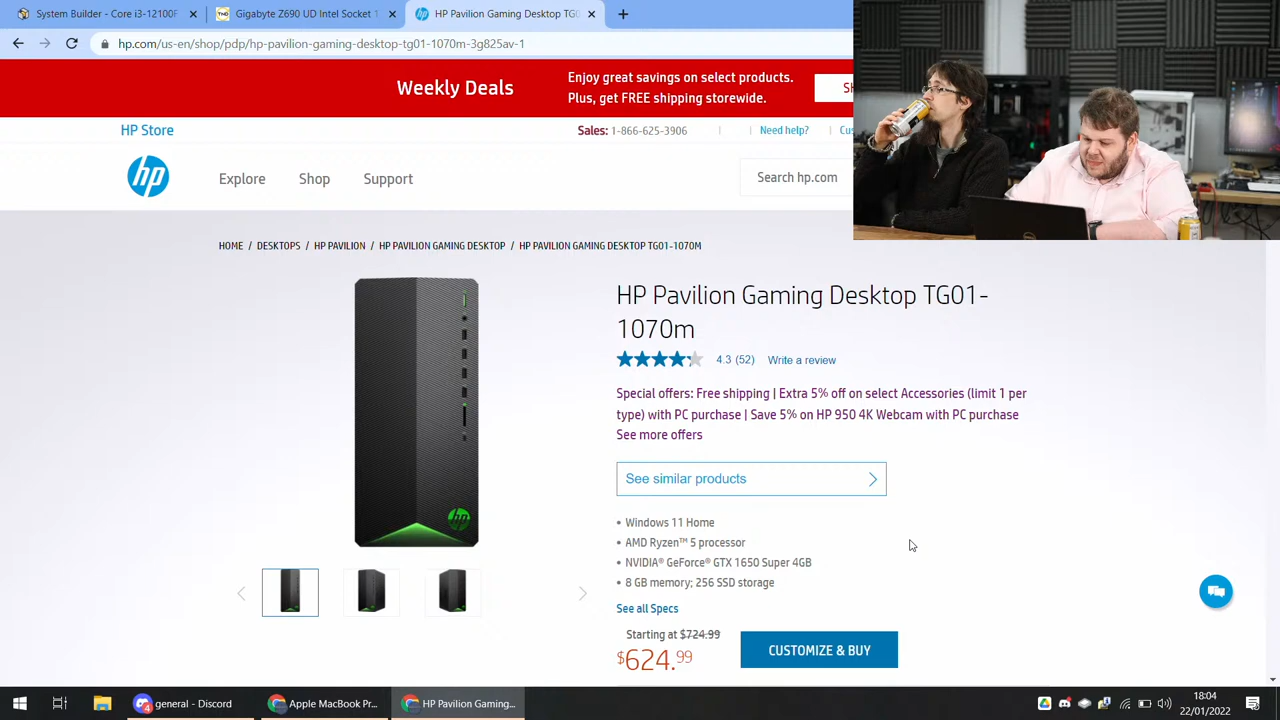 System Builder - Core i3-12100F
Gigabyte Z690 UD Intel Socket 1
HP Pavilion Gaming Desktop TG0
hp.com/us-en/shop/pdp/hp-pavilion-gaming-desktop-tg01-1070m-3g825av-1
Weekly Deals
Enjoy great savings on select products.
Plus, get FREE shipping storewide.
HP Store
Sales: 1-866-625-3906
Need help?
hp
Explore
Shop
Support
Search hp.com
HOME / DESKTOPS / HP PAVILION / HP PAVILION GAMING DESKTOP / HP PAVILION GAMING DESKTOP TG01-1070M
HP Pavilion Gaming Desktop TG01-
1070m
4.3 (52) Write a review
Special offers: Free shipping | Extra 5% off on select Accessories (limit 1 per
type) with PC purchase | Save 5% on HP 950 4K Webcam with PC purchase
See more offers
See similar products
• Windows 11 Home
• AMD Ryzen™ 5 processor
• NVIDIA® GeForce® GTX 1650 Super 4GB
• 8 GB memory; 256 SSD storage
See all Specs
Starting at $724.99
$624.99
CUSTOMIZE & BUY
general - Discord
Apple MacBook Pr...
HP Pavilion Gaming...
18:04
22/01/2022